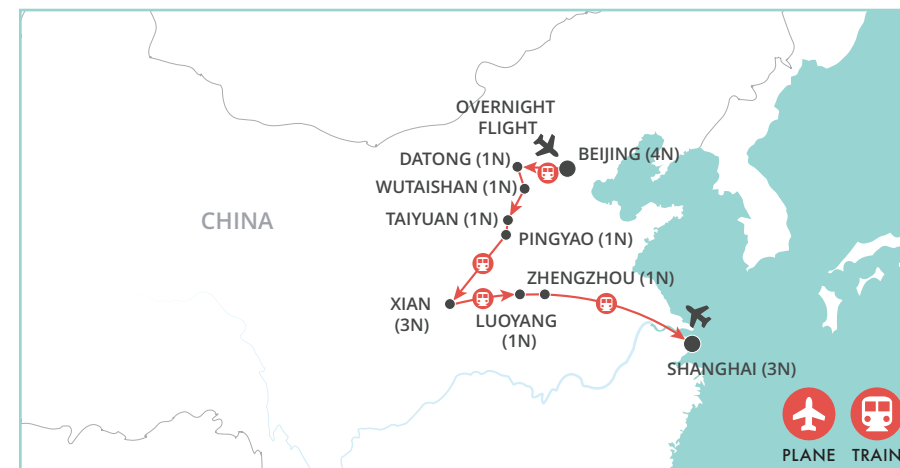 OVERNIGHT
FLIGHT
BEIJING (4N)
DATONG (1N)
WUTAISHAN (1N)
TAIYUAN (1N)
PINGYAO (1N)
CHINA
ZHENGZHOU (1N)
XIAN
(3N)
LUOYANG
(1N)
SHANGHAI (3N)
PLANE
TRAIN